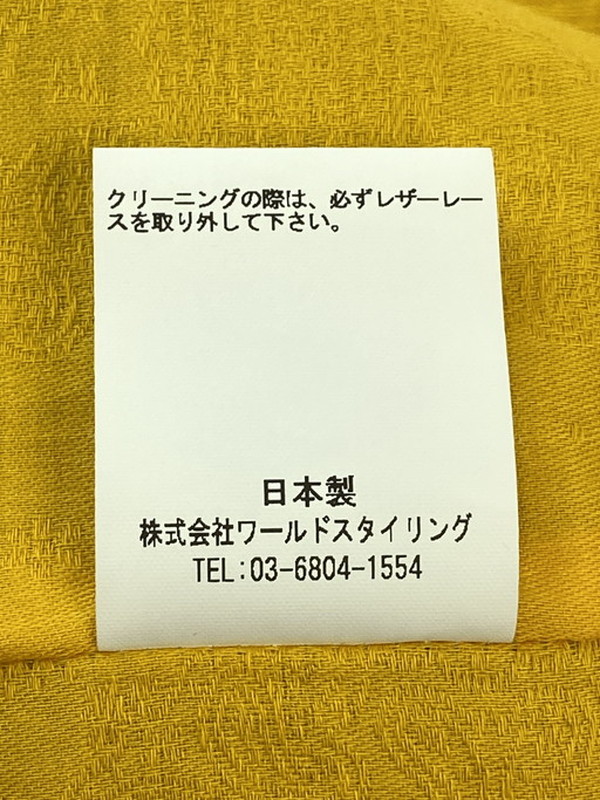 クリーニングの際は、必ずレザーレー
スを取り外して下さい。
日本製
株式会社ワールドスタイリング
TEL:03-6804-1554